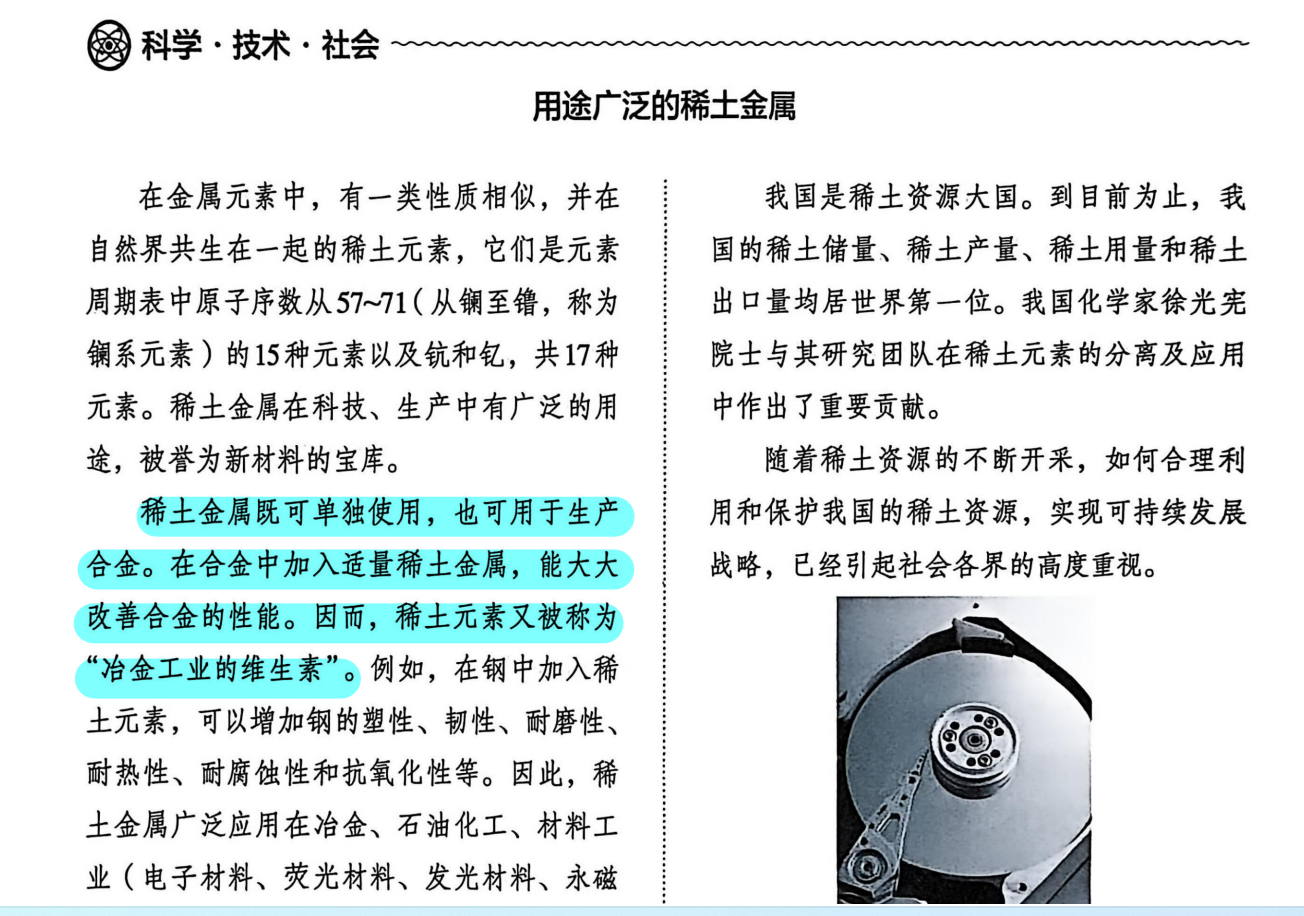 科学·技术·社会
用途广泛的稀土金属
在金属元素中，有一类性质相似，并在
自然界共生在一起的稀土元素，它们是元素
周期表中原子序数从57~71（从镧至镥，称为
镧系元素）的15种元素以及钪和钇，共17种
元素。稀土金属在科技、生产中有广泛的用
途，被誉为新材料的宝库。
稀土金属既可单独使用，也可用于生产
合金。在合金中加入适量稀土金属，能大大
改善合金的性能。因而，稀土元素又被称为
“冶金工业的维生素”。例如，在钢中加入稀
土元素，可以增加钢的塑性、韧性、耐磨性、
耐热性、耐腐蚀性和抗氧化性等。因此，稀
土金属广泛应用在冶金、石油化工、材料工
业（电子材料、荧光材料、发光材料、永磁
我国是稀土资源大国。到目前为止，我
国的稀土储量、稀土产量、稀土用量和稀土
出口量均居世界第一位。我国化学家徐光宪
院士与其研究团队在稀土元素的分离及应用
中作出了重要贡献。
随着稀土资源的不断开采，如何合理利
用和保护我国的稀土资源，实现可持续发展
战略，已经引起社会各界的高度重视。